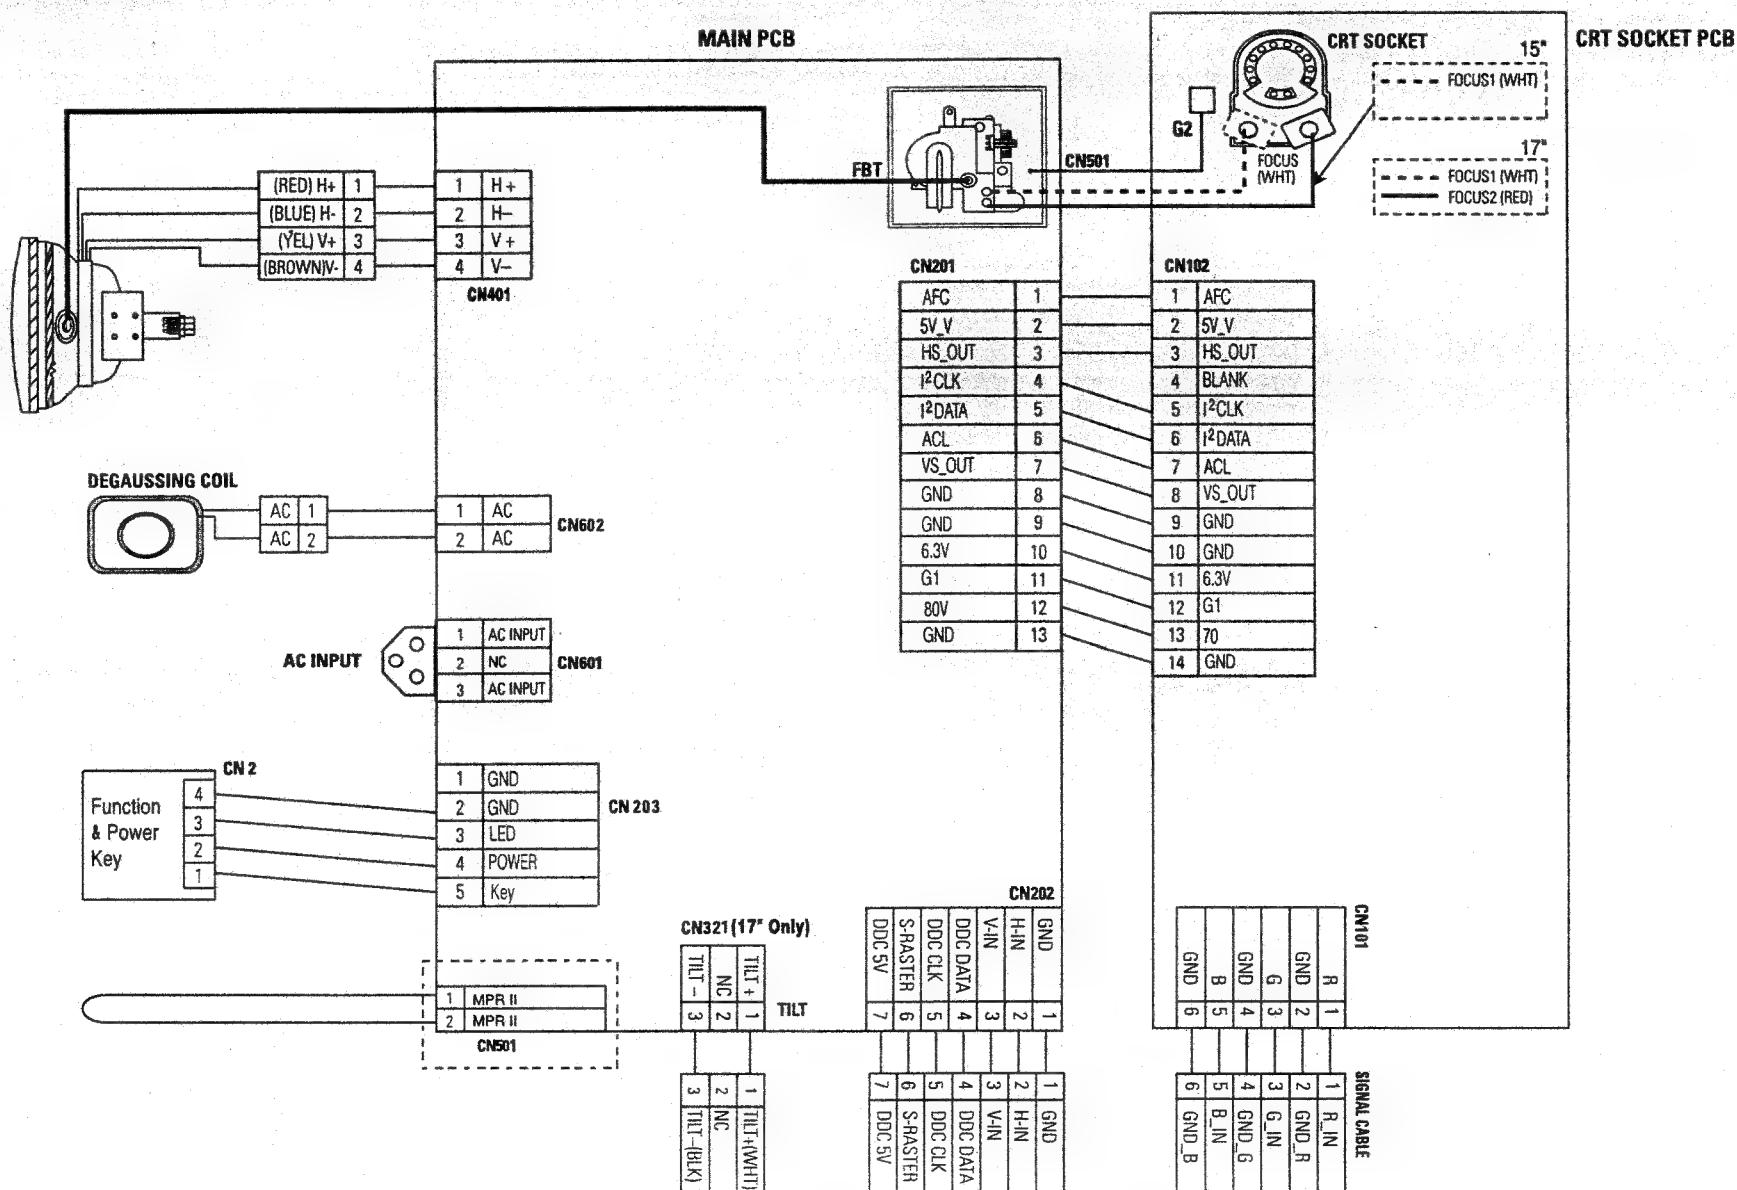 MAIN PCB
CRT SOCKET PCB
CRT SOCKET
15"
FOCUS1 (WHT)
17"
FOCUS1 (WHT)
FOCUS2 (RED)
G2
FOCUS
(WHT)
FBT
CN501
(RED) H+ 1
(BLUE) H- 2
(YEL) V+ 3
(BROWN)V- 4
1 H+
2 H–
3 V+
4 V–
CN401
CN201
AFC 1
5V_V 2
HS_OUT 3
I²CLK 4
I²DATA 5
ACL 6
VS_OUT 7
GND 8
GND 9
6.3V 10
G1 11
80V 12
GND 13
CN102
1 AFC
2 5V_V
3 HS_OUT
4 BLANK
5 I²CLK
6 I²DATA
7 ACL
8 VS_OUT
9 GND
10 GND
11 6.3V
12 G1
13 70
14 GND
DEGAUSSING COIL
AC 1
AC 2
1 AC
2 AC
CN602
AC INPUT
1 AC INPUT
2 NC
3 AC INPUT
CN601
CN 2
Function
& Power
Key
4
3
2
1
1 GND
2 GND
3 LED
4 POWER
5 Key
CN 203
1 MPR II
2 MPR II
CN501
CN321 (17" Only)
TILT – 3
NC 2
TILT + 1
TILT
3 TILT–(BLK)
2 NC
1 TILT+(WHT)
CN202
DDC 5V 7
S-RASTER 6
DDC CLK 5
DDC DATA 4
V-IN 3
H-IN 2
GND 1
7 DDC 5V
6 S-RASTER
5 DDC CLK
4 DDC DATA
3 V-IN
2 H-IN
1 GND
CN101
GND 6
B 5
GND 4
G 3
GND 2
R 1
SIGNAL CABLE
6 GND_B
5 B_IN
4 GND_G
3 G_IN
2 GND_R
1 R_IN